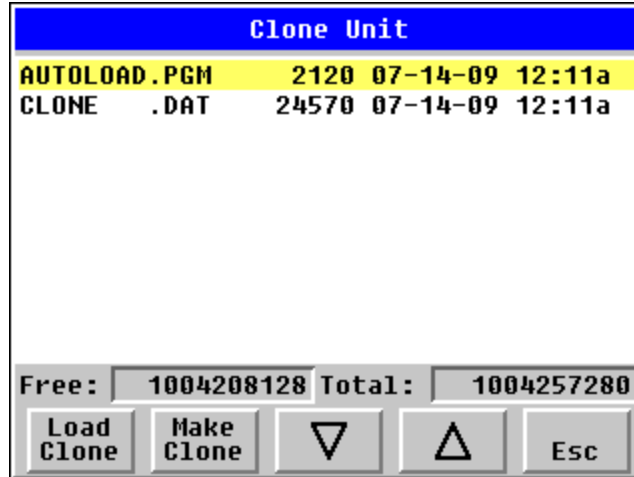 Clone Unit
AUTOLOAD.PGM 2120 07-14-09 12:11a
CLONE .DAT 24570 07-14-09 12:11a
Free: 1004208128 Total: 1004257280
Load Clone Make Clone Esc